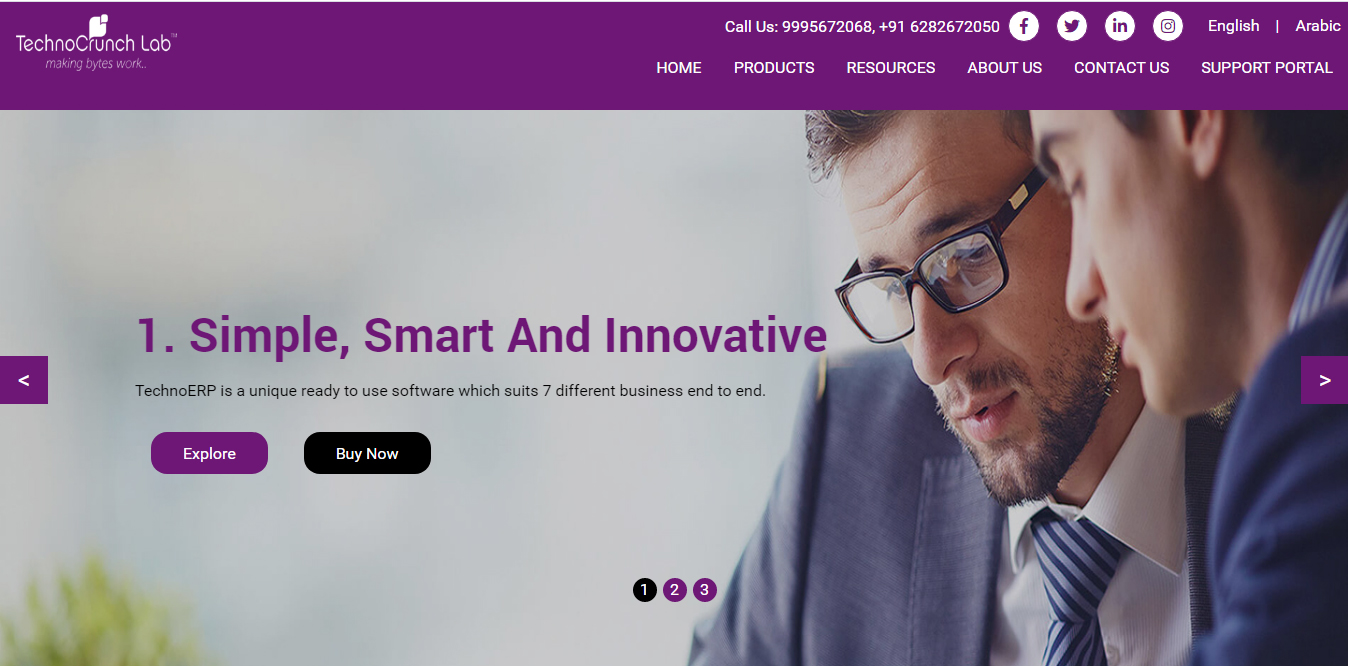 TechnoCrunch Lab™
making bytes work..
Call Us: 9995672068, +91 6282672050
English | Arabic
HOME PRODUCTS RESOURCES ABOUT US CONTACT US SUPPORT PORTAL
1. Simple, Smart And Innovative
TechnoERP is a unique ready to use software which suits 7 different business end to end.
< >
Explore Buy Now
1 2 3